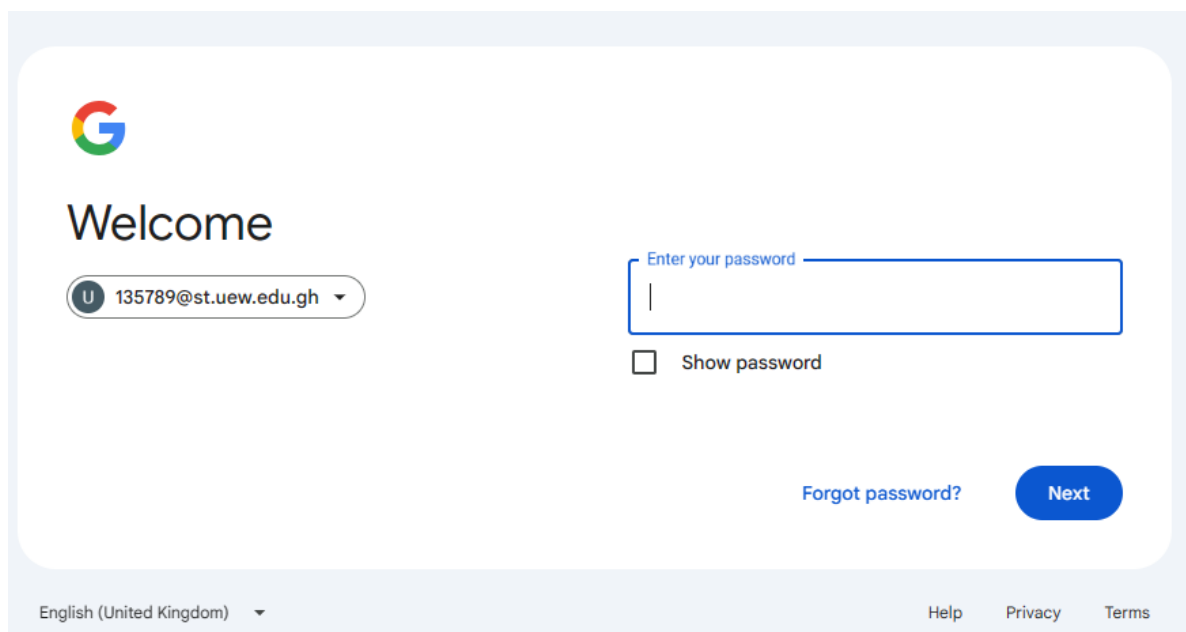 Welcome
U 135789@st.uew.edu.gh
Enter your password
Show password
Forgot password? Next
English (United Kingdom) Help Privacy Terms